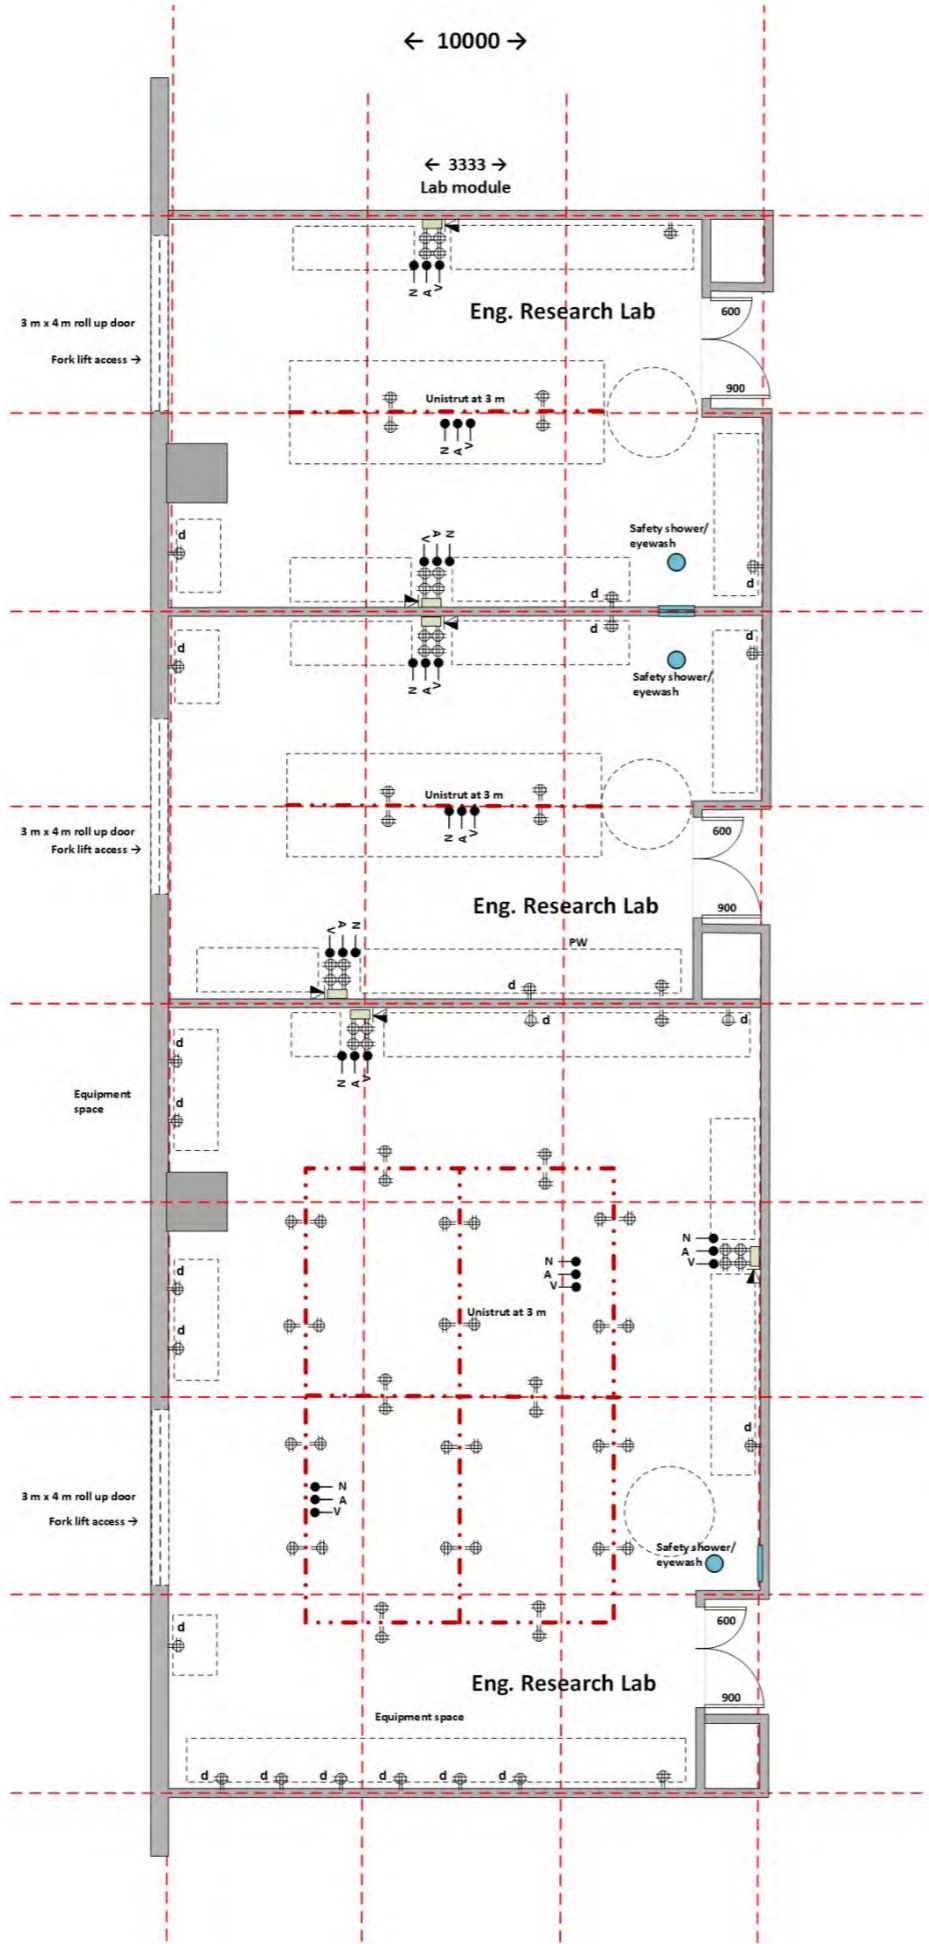 ← 10000 →
← 3333 →
Lab module
N A V
Eng. Research Lab
600
3 m x 4 m roll up door
Fork lift access →
900
Unistrut at 3 m
N A V
Safety shower/
eyewash
V A N
d
d
d
d
d
d
d
N A V
Safety shower/
eyewash
Unistrut at 3 m
N A V
600
3 m x 4 m roll up door
Fork lift access →
900
Eng. Research Lab
V A N
PW
d
d
d
d
N A V
Equipment
space
d
N
A
V
N
A
V
d
Unistrut at 3 m
d
d
N
A
V
3 m x 4 m roll up door
Fork lift access →
Safety shower/
eyewash
600
d
Eng. Research Lab
900
Equipment space
d d d d d d